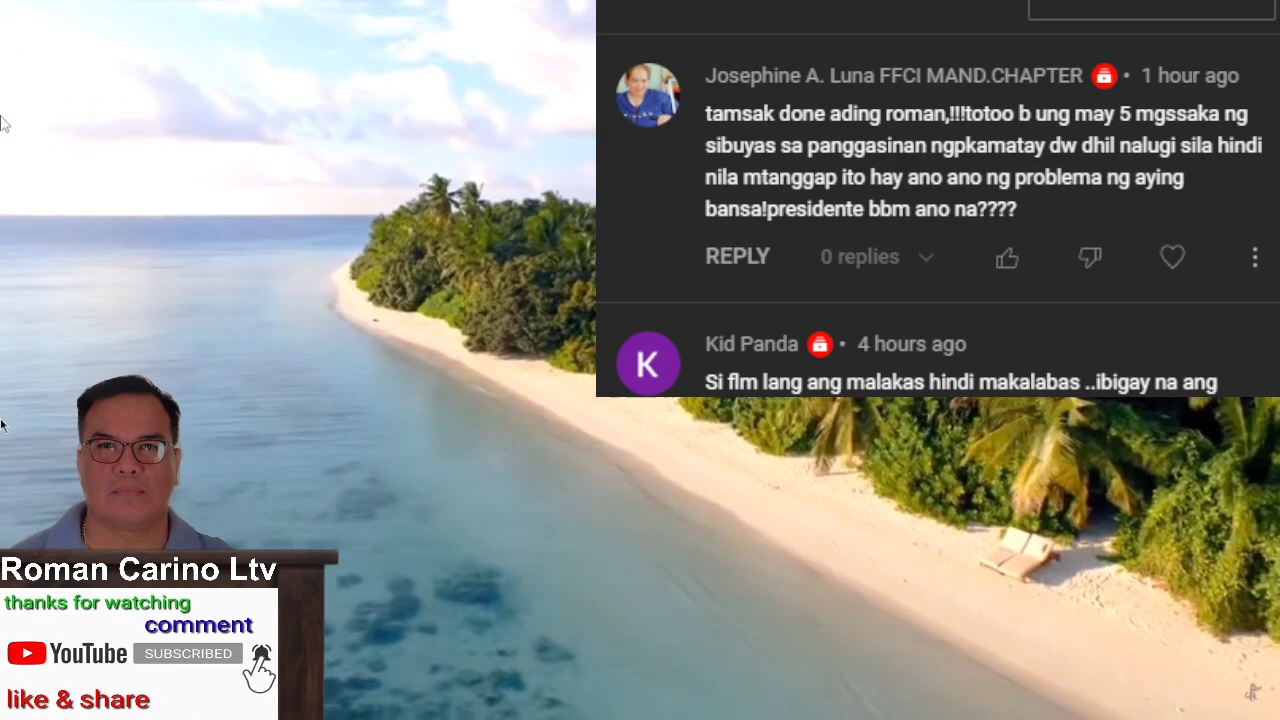 Josephine A. Luna FFCI MAND.CHAPTER • 1 hour ago
tamsak done ading roman,!!!totoo b ung may 5 mgssaka ng
sibuyas sa panggasinan ngpkamatay dw dhil nalugi sila hindi
nila mtanggap ito hay ano ano ng problema ng aying
bansa!presidente bbm ano na????
REPLY 0 replies
K
Kid Panda • 4 hours ago
Si flm lang ang malakas hindi makalabas ..ibigay na ang
Roman Carino Ltv
thanks for watching
comment
YouTube SUBSCRIBED
like & share